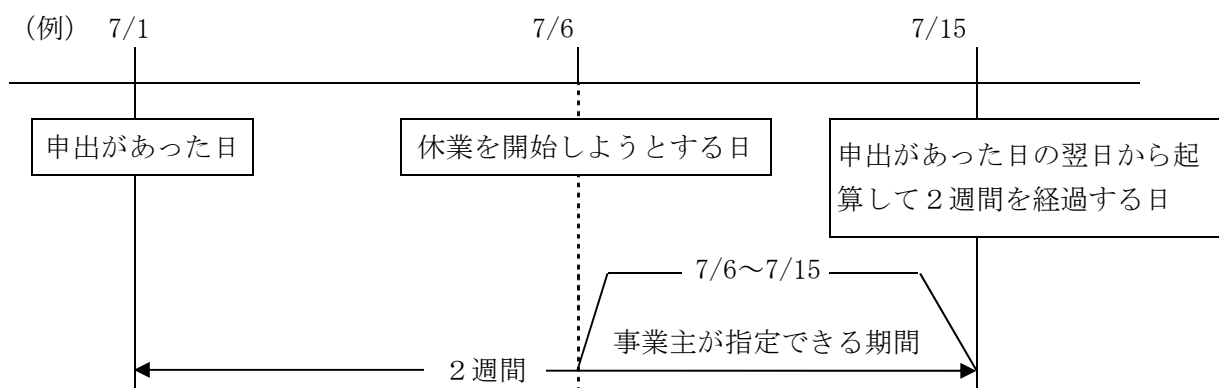 (例) 7/1 7/6 7/15
申出があった日
休業を開始しようとする日
申出があった日の翌日から起
算して２週間を経過する日
7/6～7/15
事業主が指定できる期間
２週間